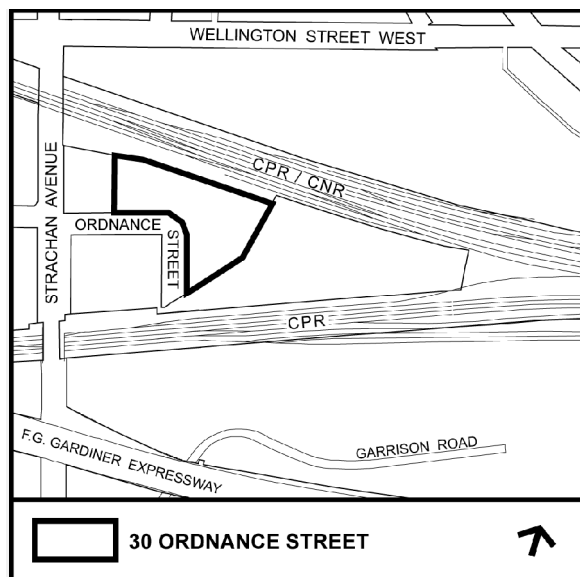 WELLINGTON STREET WEST
CPR / CNR
STRACHAN AVENUE
ORDNANCE
STREET
CPR
F.G. GARDINER EXPRESSWAY
GARRISON ROAD
30 ORDNANCE STREET